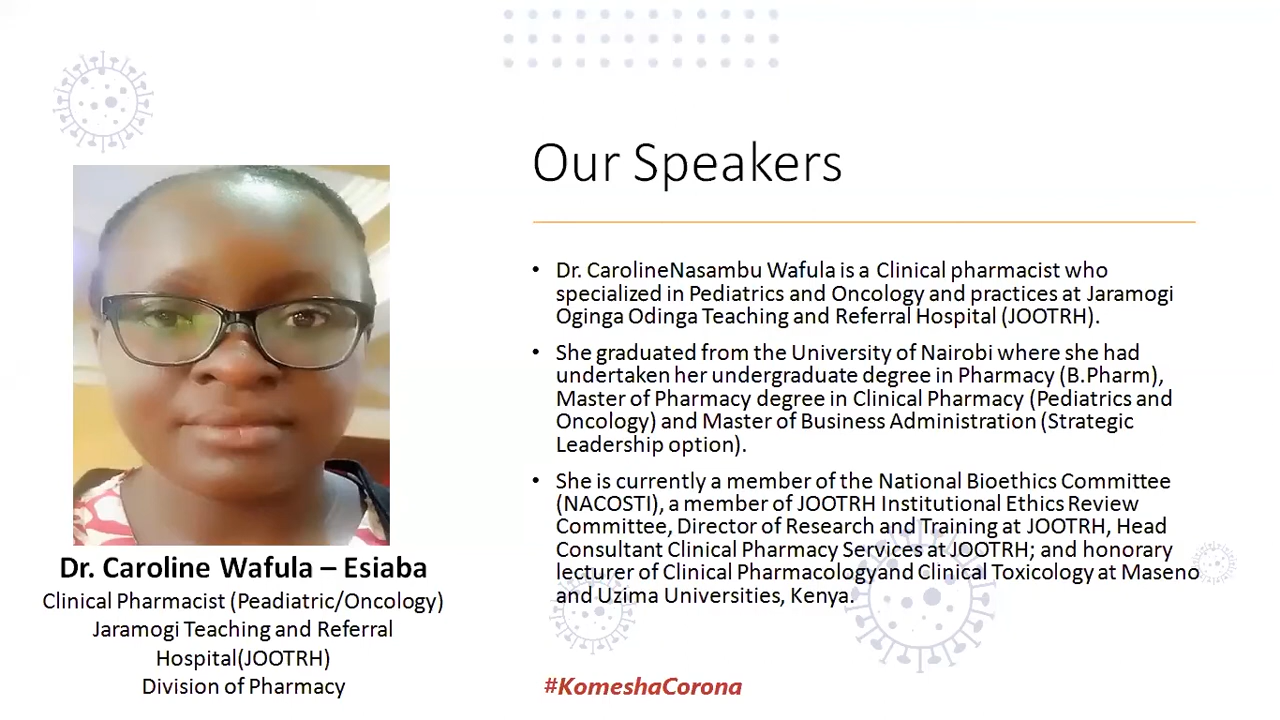 Our Speakers
• Dr. CarolineNasambu Wafula is a Clinical pharmacist who
specialized in Pediatrics and Oncology and practices at Jaramogi
Oginga Odinga Teaching and Referral Hospital (JOOTRH).
• She graduated from the University of Nairobi where she had
undertaken her undergraduate degree in Pharmacy (B.Pharm),
Master of Pharmacy degree in Clinical Pharmacy (Pediatrics and
Oncology) and Master of Business Administration (Strategic
Leadership option).
• She is currently a member of the National Bioethics Committee
(NACOSTI), a member of JOOTRH Institutional Ethics Review
Committee, Director of Research and Training at JOOTRH, Head
Consultant Clinical Pharmacy Services at JOOTRH; and honorary
lecturer of Clinical Pharmacologyand Clinical Toxicology at Maseno
and Uzima Universities, Kenya.
Dr. Caroline Wafula – Esiaba
Clinical Pharmacist (Peadiatric/Oncology)
Jaramogi Teaching and Referral
Hospital(JOOTRH)
Division of Pharmacy
#KomeshaCorona